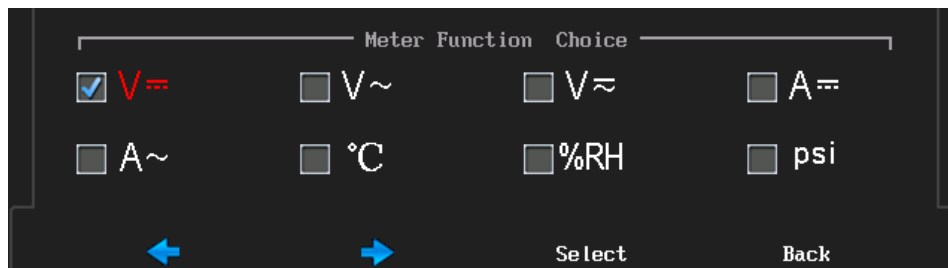 Meter Function Choice
V⎓ V~ V≂ A⎓
A~ ℃ %RH psi
Select Back